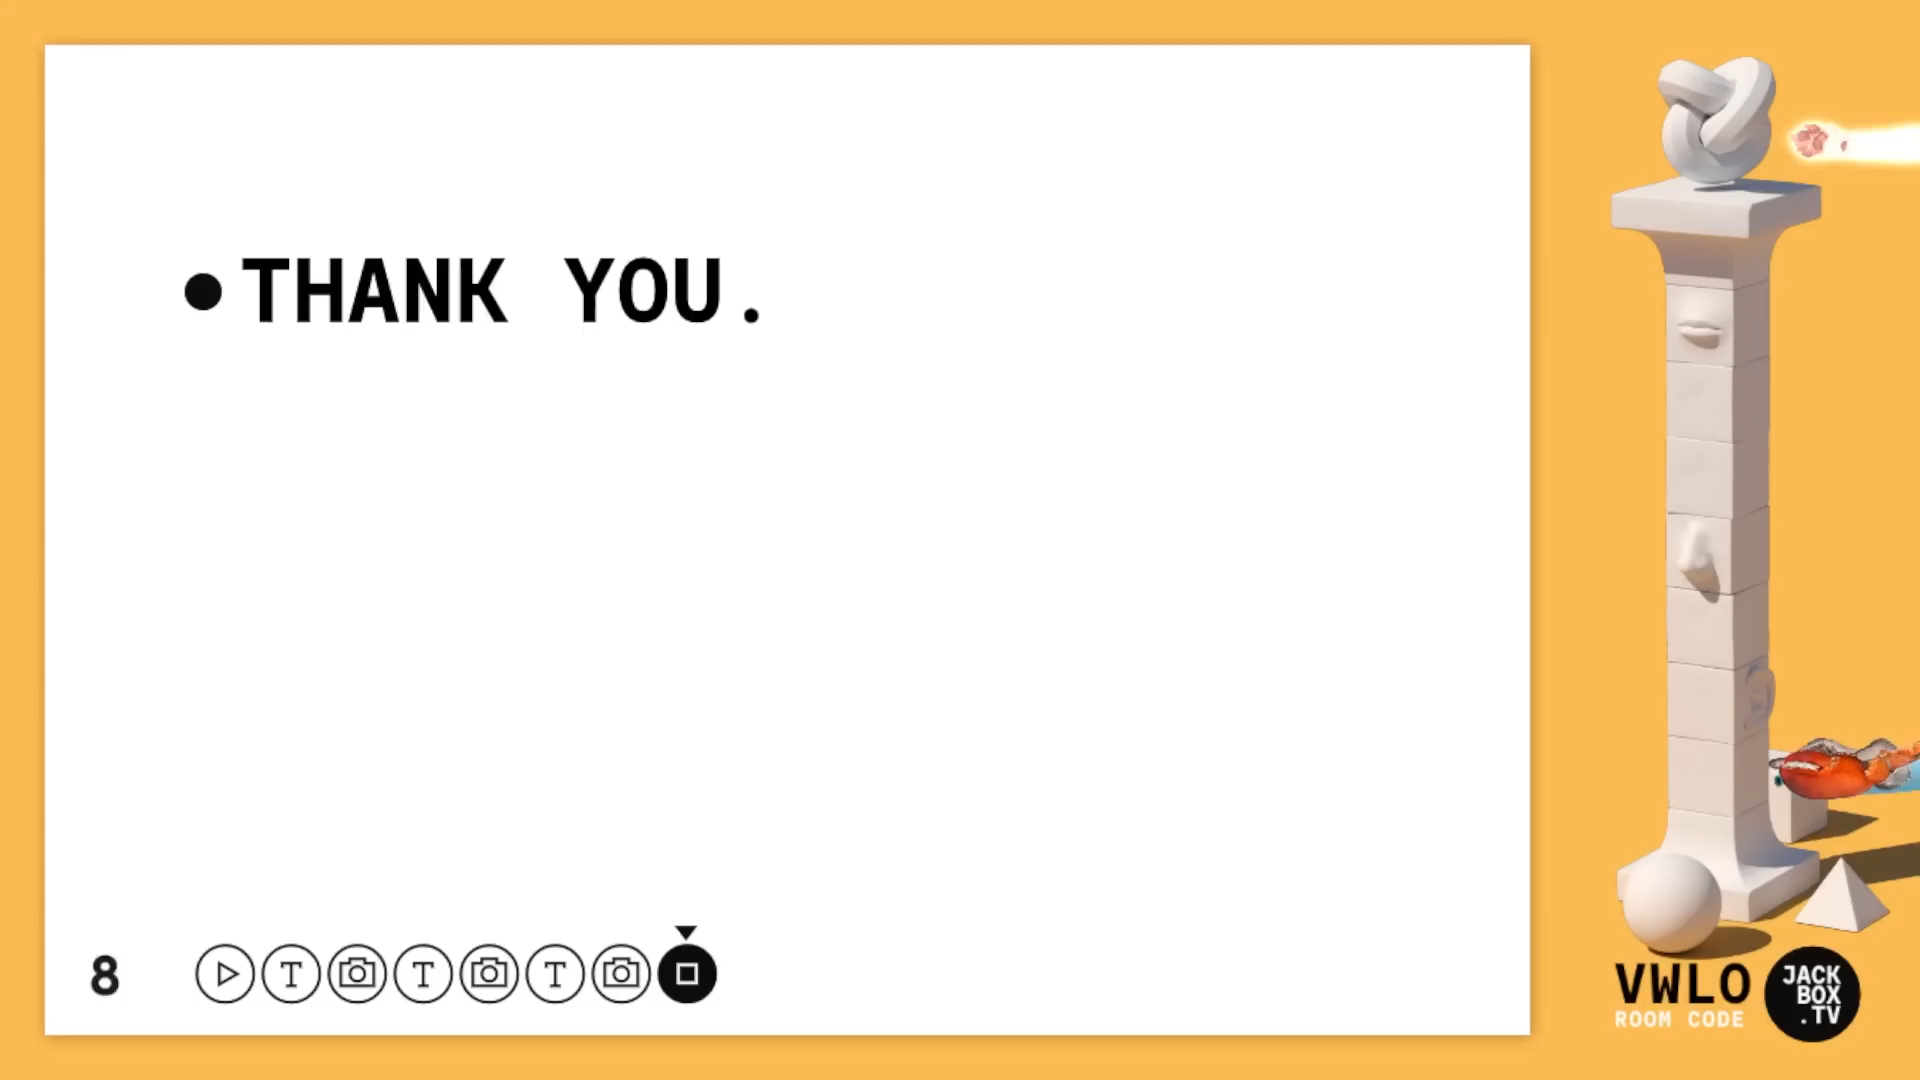 THANK YOU.
8
T T T
VWLO
ROOM CODE
JACK
BOX
.TV